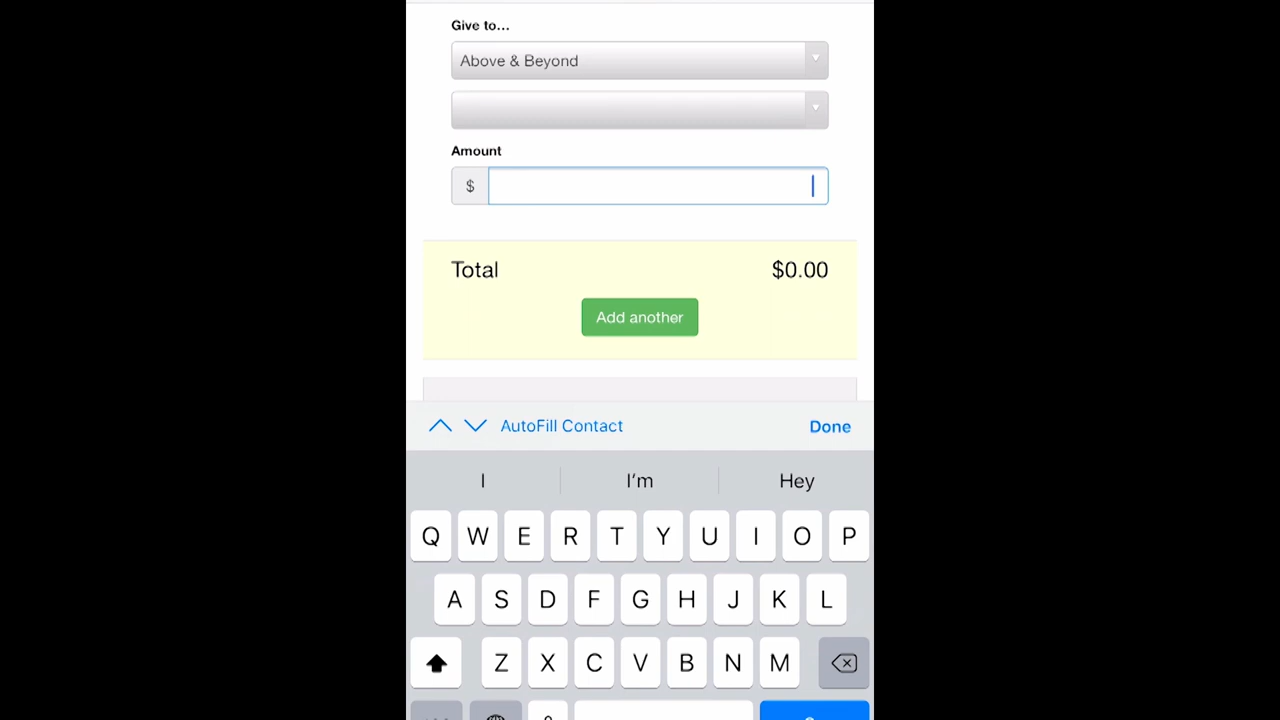 Give to...
Above & Beyond
Amount
$
Total $0.00
Add another
AutoFill Contact Done
I I'm Hey
Q W E R T Y U I O P
A S D F G H J K L
Z X C V B N M